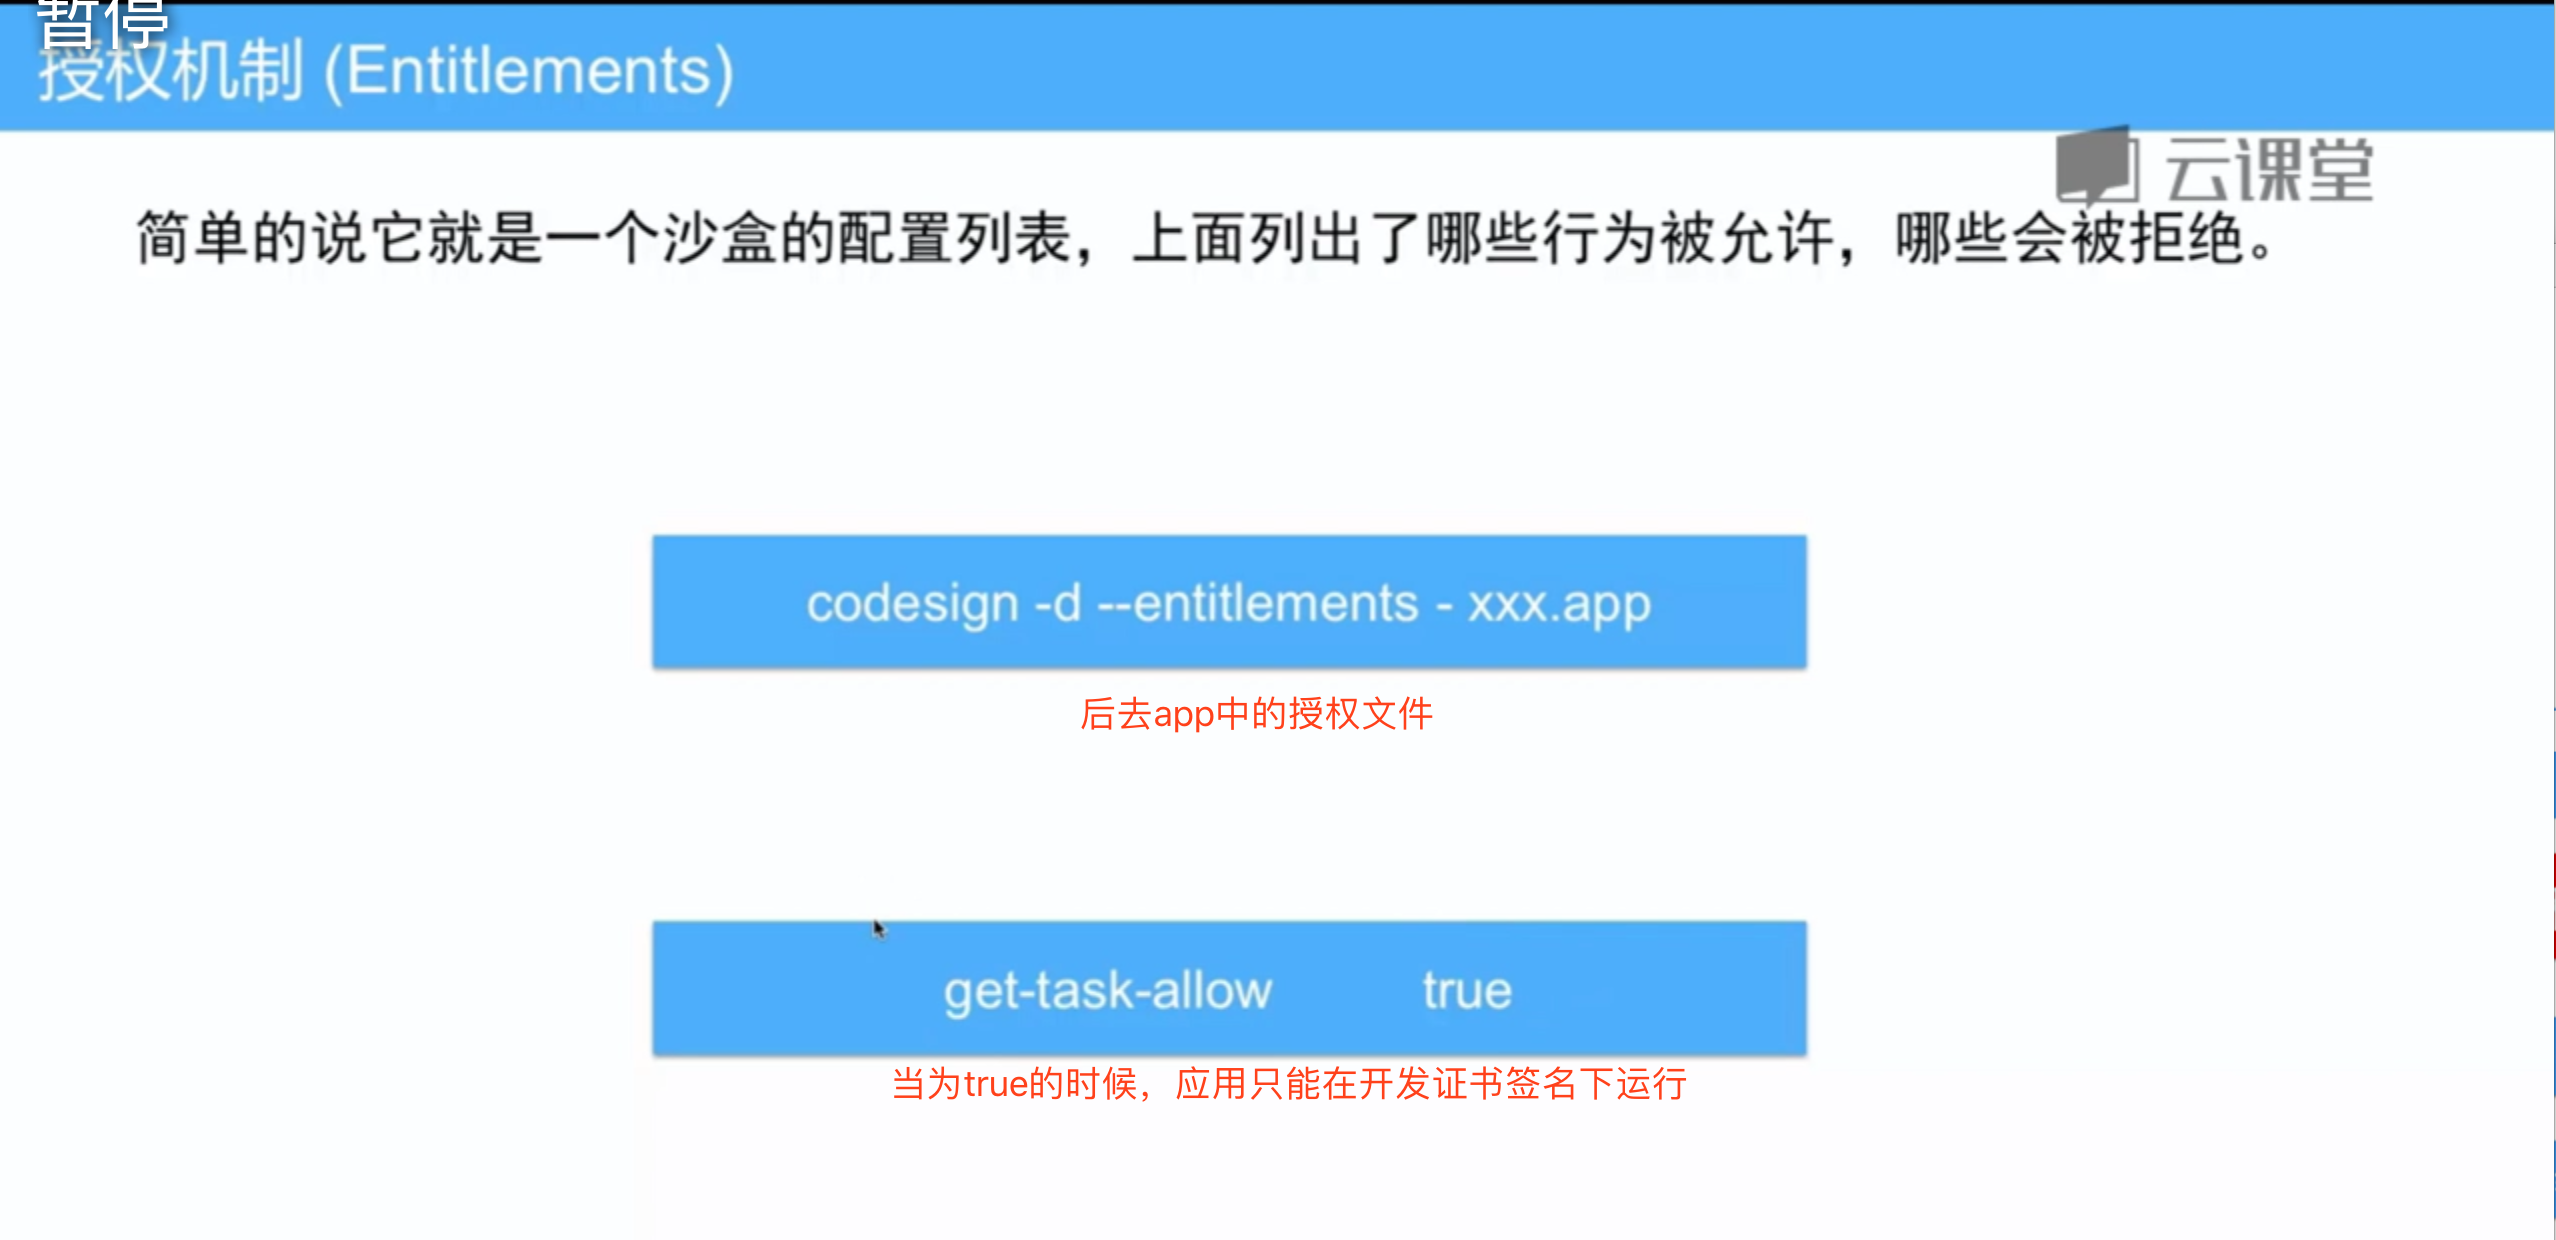 暂停
授权机制 (Entitlements)
云课堂
简单的说它就是一个沙盒的配置列表，上面列出了哪些行为被允许，哪些会被拒绝。
codesign -d --entitlements - xxx.app
后去app中的授权文件
get-task-allow true
当为true的时候，应用只能在开发证书签名下运行